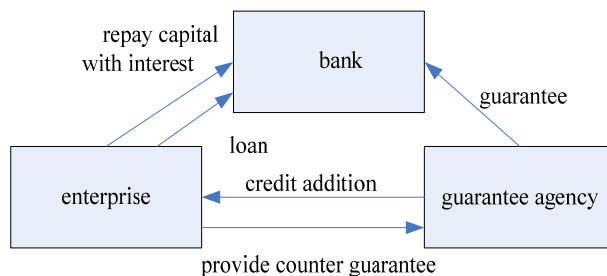 repay capital
with interest
bank
guarantee
loan
enterprise
credit addition
guarantee agency
provide counter guarantee